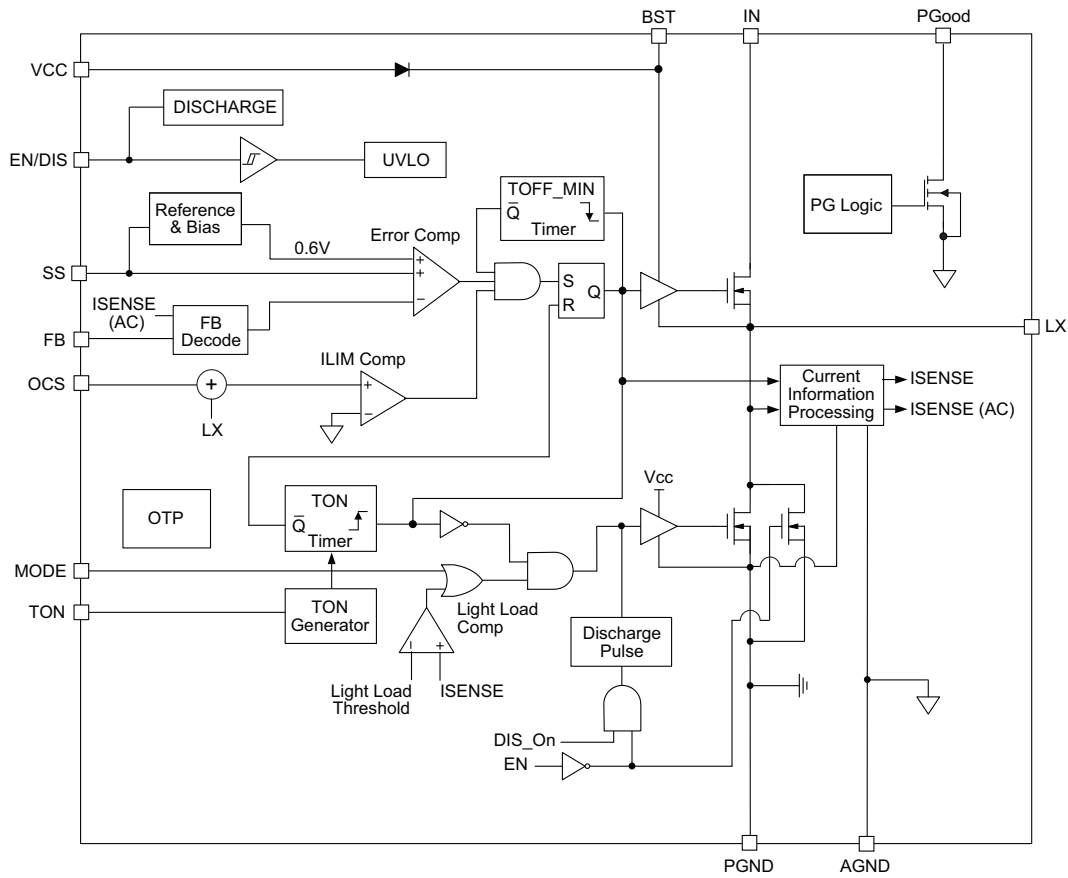 BST
IN
PGood
VCC
DISCHARGE
EN/DIS
UVLO
TOFF_MIN
Q̅
Timer
PG Logic
Reference
& Bias
Error Comp
0.6V
+
+
−
SS
S
Q
R
ISENSE
(AC)
FB
Decode
FB
LX
ILIM Comp
OCS
+
+
−
LX
Current
Information
Processing
ISENSE
ISENSE (AC)
Vcc
OTP
TON
Q̅
Timer
MODE
TON
TON
Generator
Light Load
Comp
−
+
Discharge
Pulse
Light Load
Threshold
ISENSE
DIS_On
EN
PGND
AGND